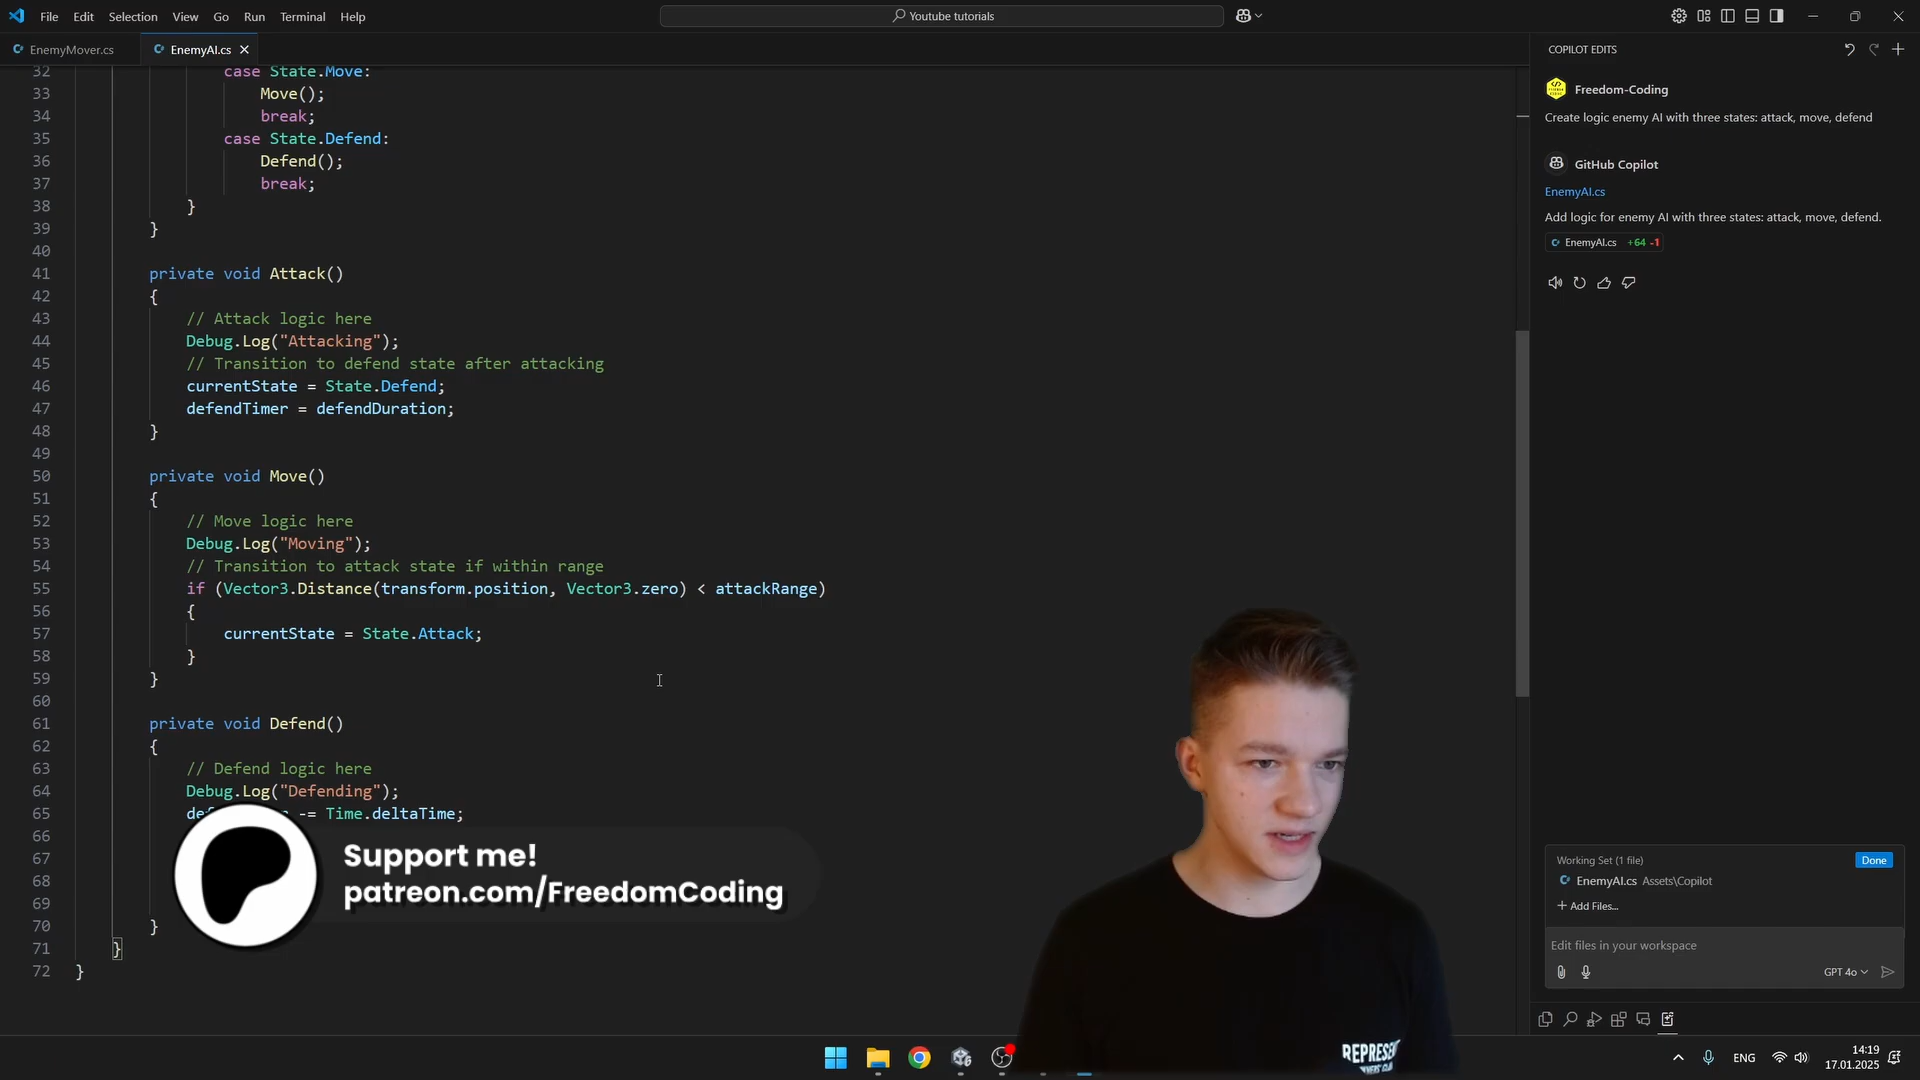 File Edit Selection View Go Run Terminal Help
Youtube tutorials
EnemyMover.cs
EnemyAI.cs
32 case State.Move:
33 Move();
34 break;
35 case State.Defend:
36 Defend();
37 break;
38 }
39 }
40
41 private void Attack()
42 {
43 // Attack logic here
44 Debug.Log("Attacking");
45 // Transition to defend state after attacking
46 currentState = State.Defend;
47 defendTimer = defendDuration;
48 }
49
50 private void Move()
51 {
52 // Move logic here
53 Debug.Log("Moving");
54 // Transition to attack state if within range
55 if (Vector3.Distance(transform.position, Vector3.zero) < attackRange)
56 {
57 currentState = State.Attack;
58 }
59 }
60
61 private void Defend()
62 {
63 // Defend logic here
64 Debug.Log("Defending");
65 -= Time.deltaTime;
66
67
68
69
70 }
71 }
72 }
Support me!
patreon.com/FreedomCoding
REPRESENT
COPILOT EDITS
Freedom-Coding
Create logic enemy AI with three states: attack, move, defend
GitHub Copilot
EnemyAI.cs
Add logic for enemy AI with three states: attack, move, defend.
EnemyAI.cs +64 -1
Working Set (1 file)
Done
EnemyAI.cs Assets\Copilot
+ Add Files...
Edit files in your workspace
GPT 4o
ENG
14:19
17.01.2025